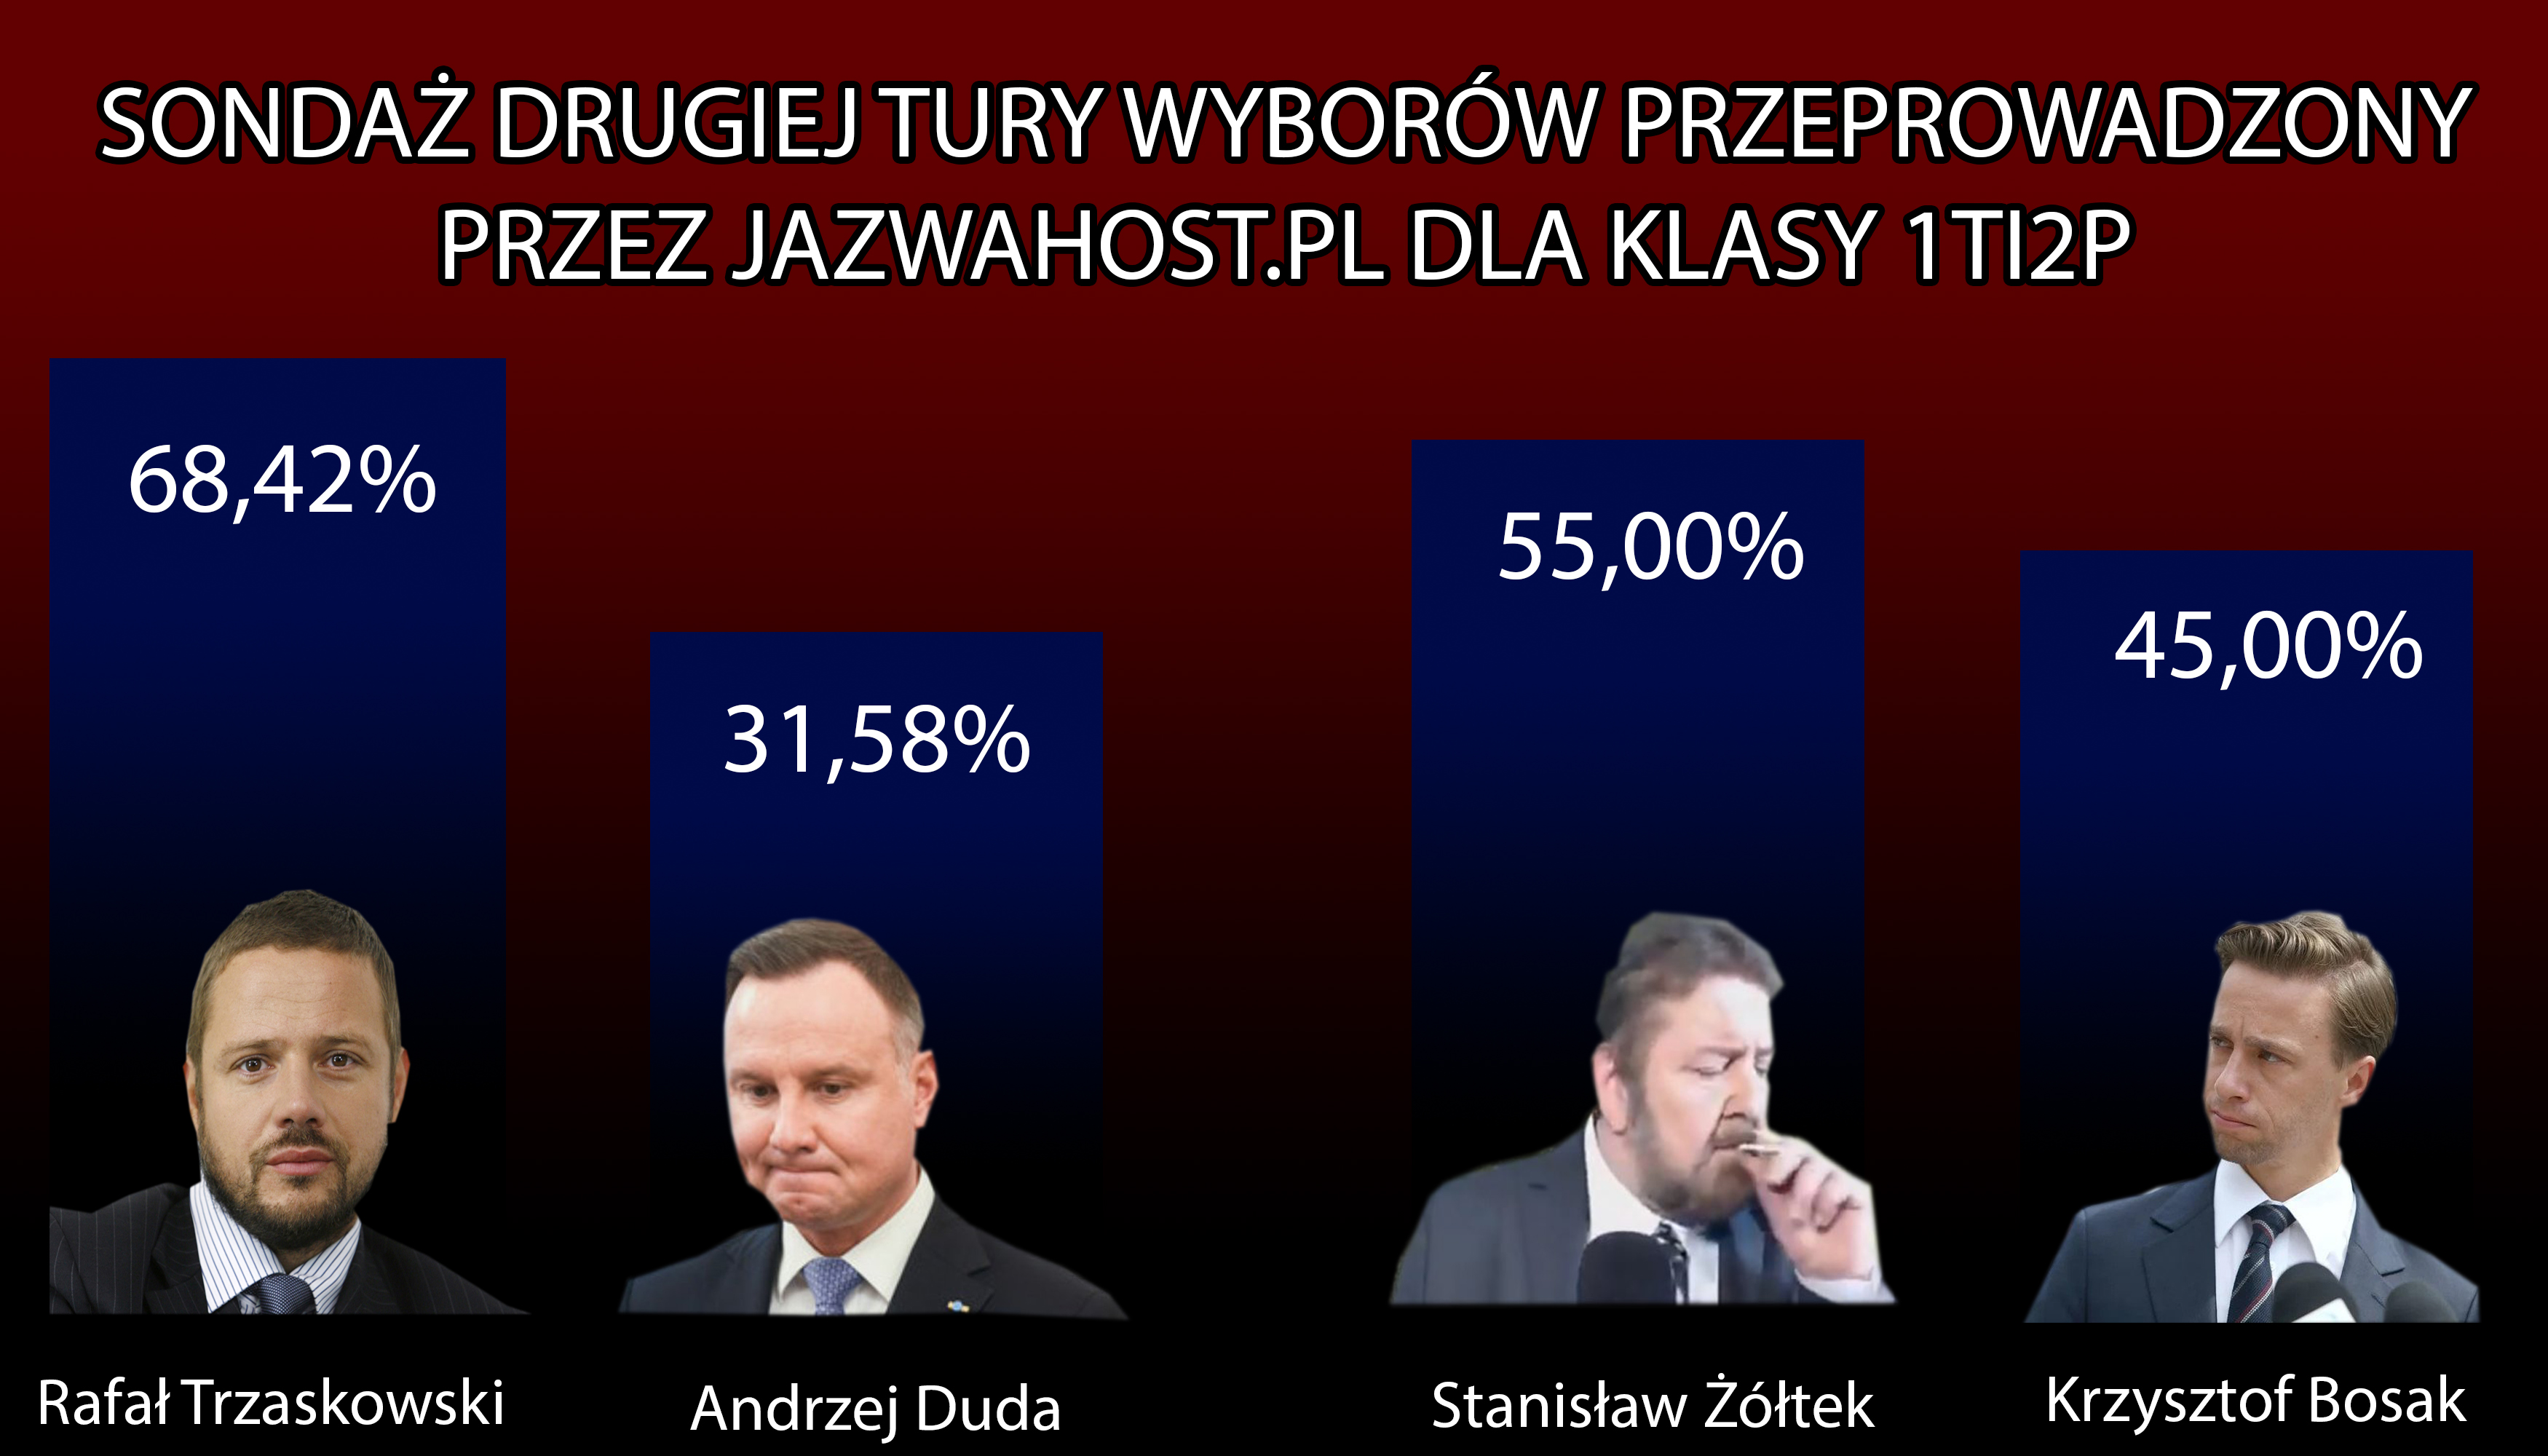 SONDAŻ DRUGIEJ TURY WYBORÓW PRZEPROWADZONY
PRZEZ JAZWAHOST.PL DLA KLASY 1TI2P
68,42%
31,58%
55,00%
45,00%
Rafał Trzaskowski
Andrzej Duda
Stanisław Żółtek
Krzysztof Bosak